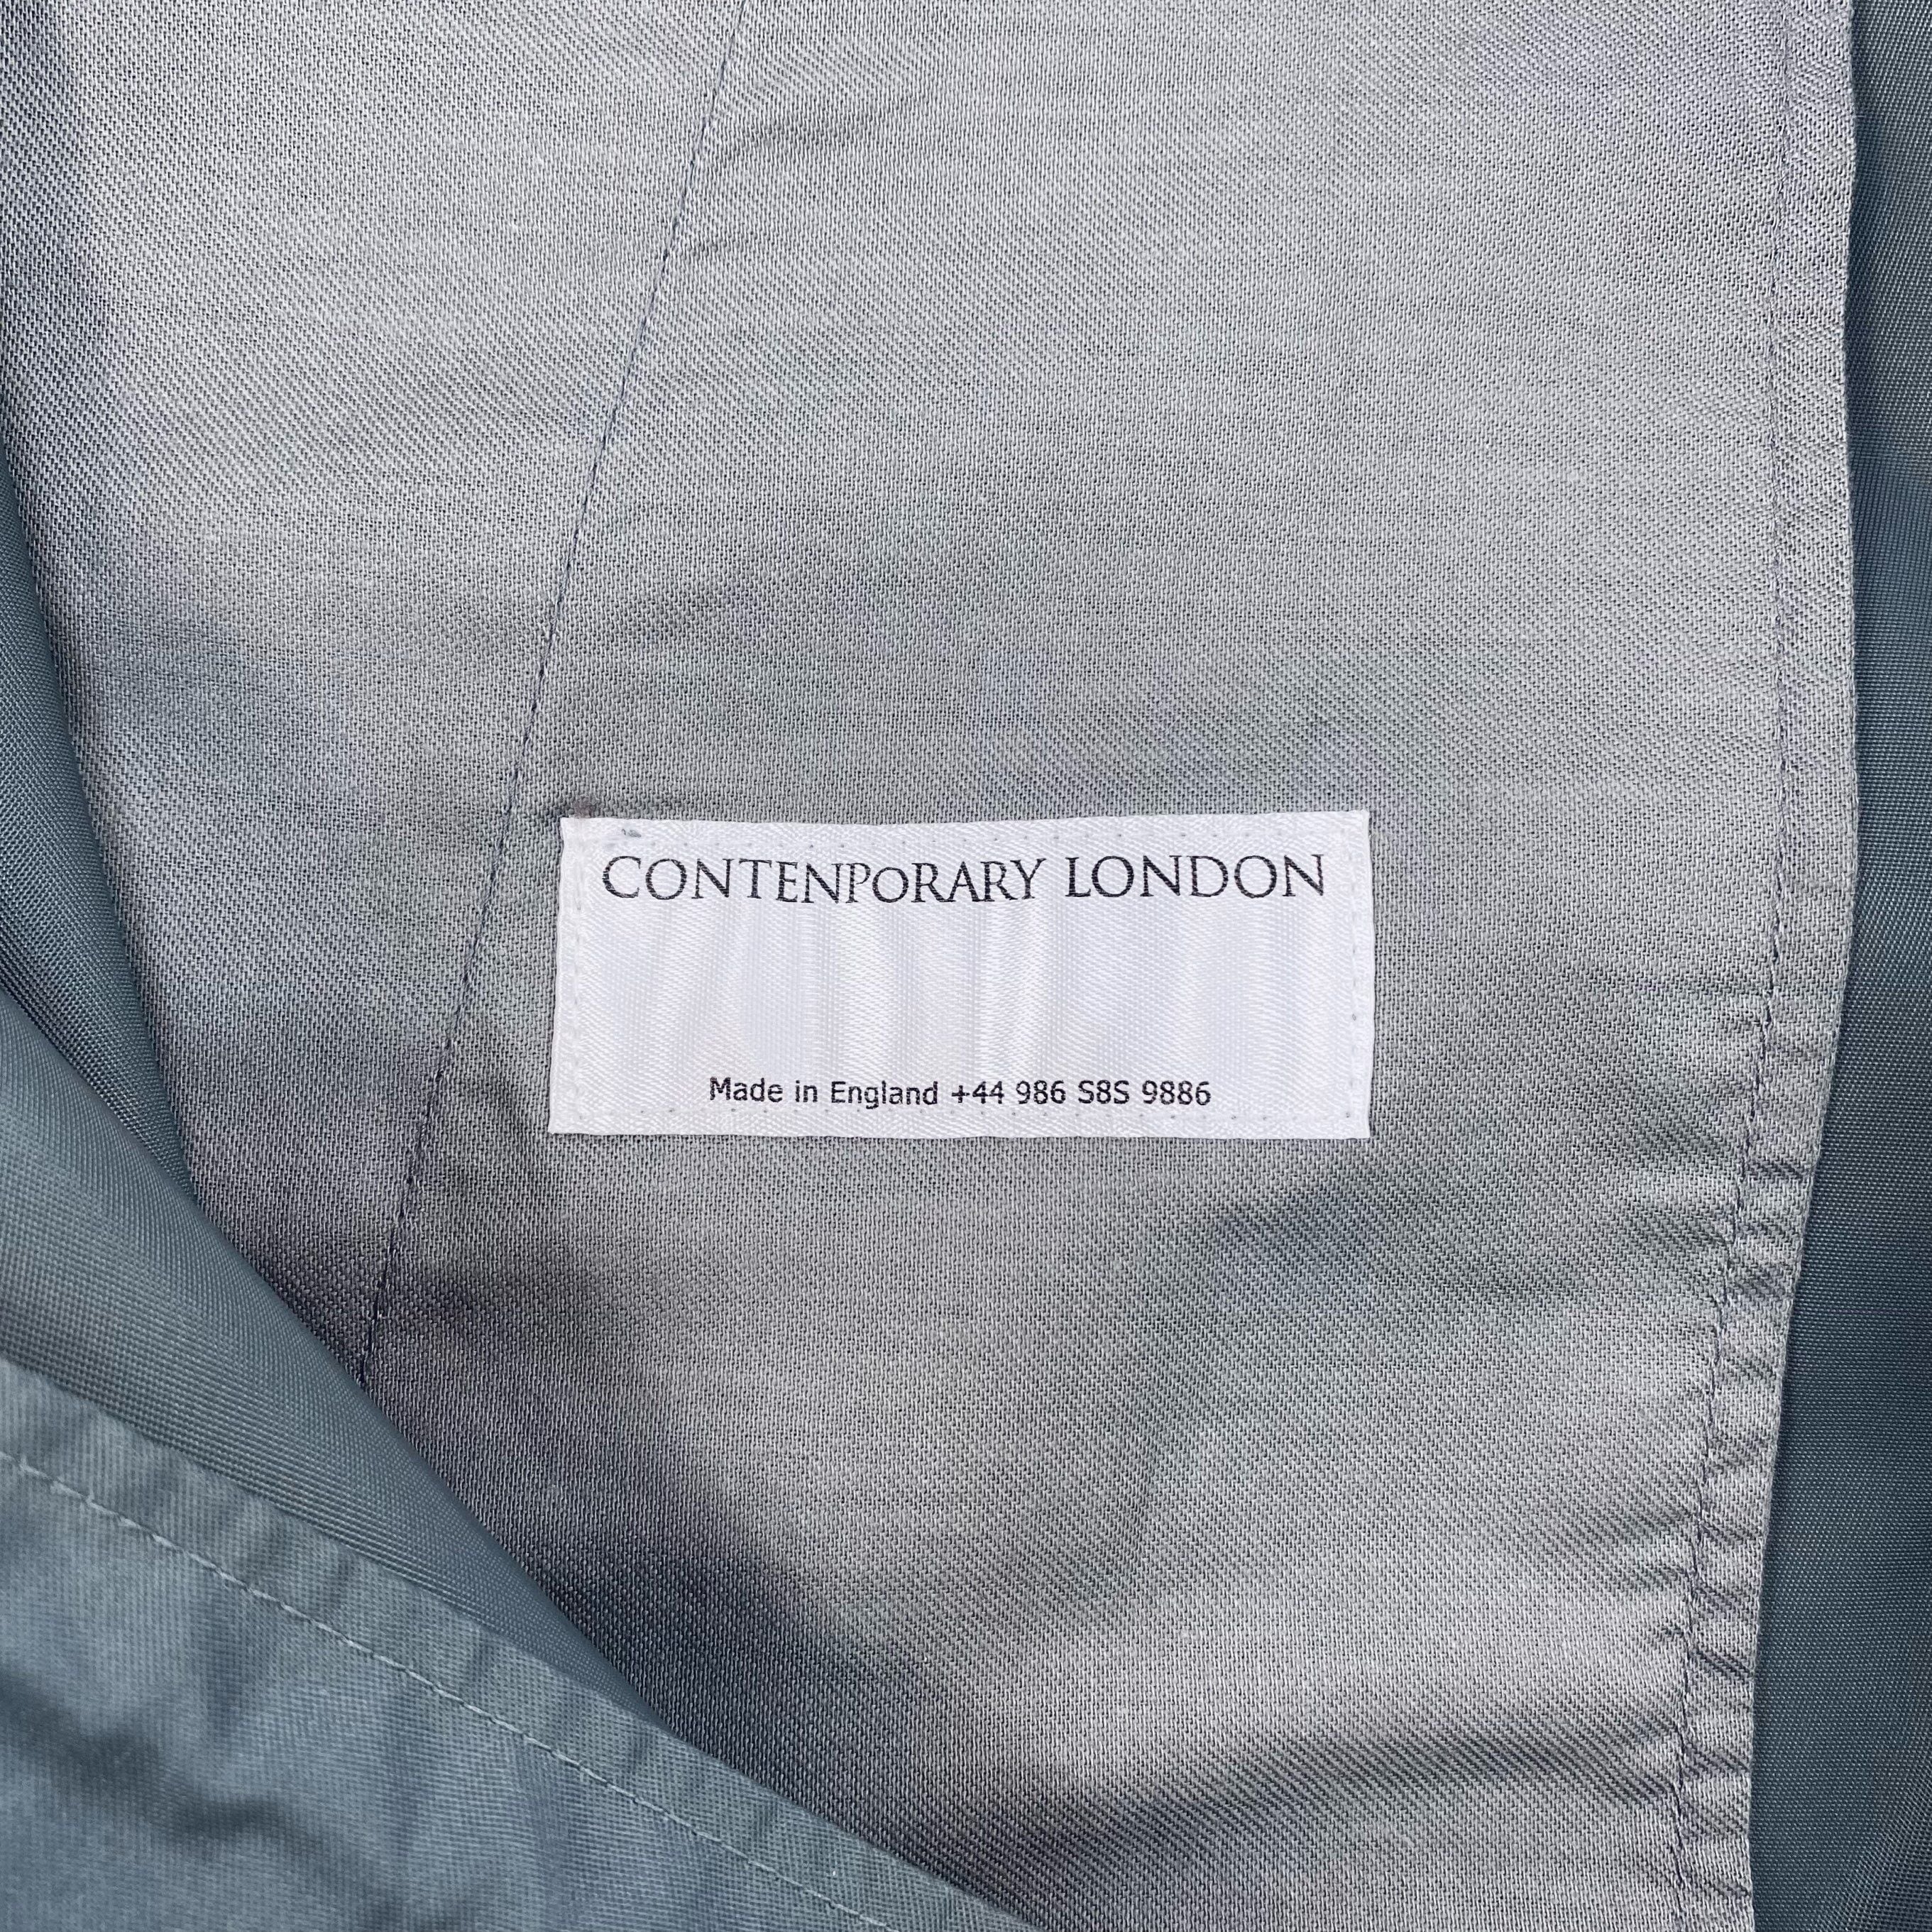 CONTENPORARY LONDON
Made in England +44 986 S8S 9886